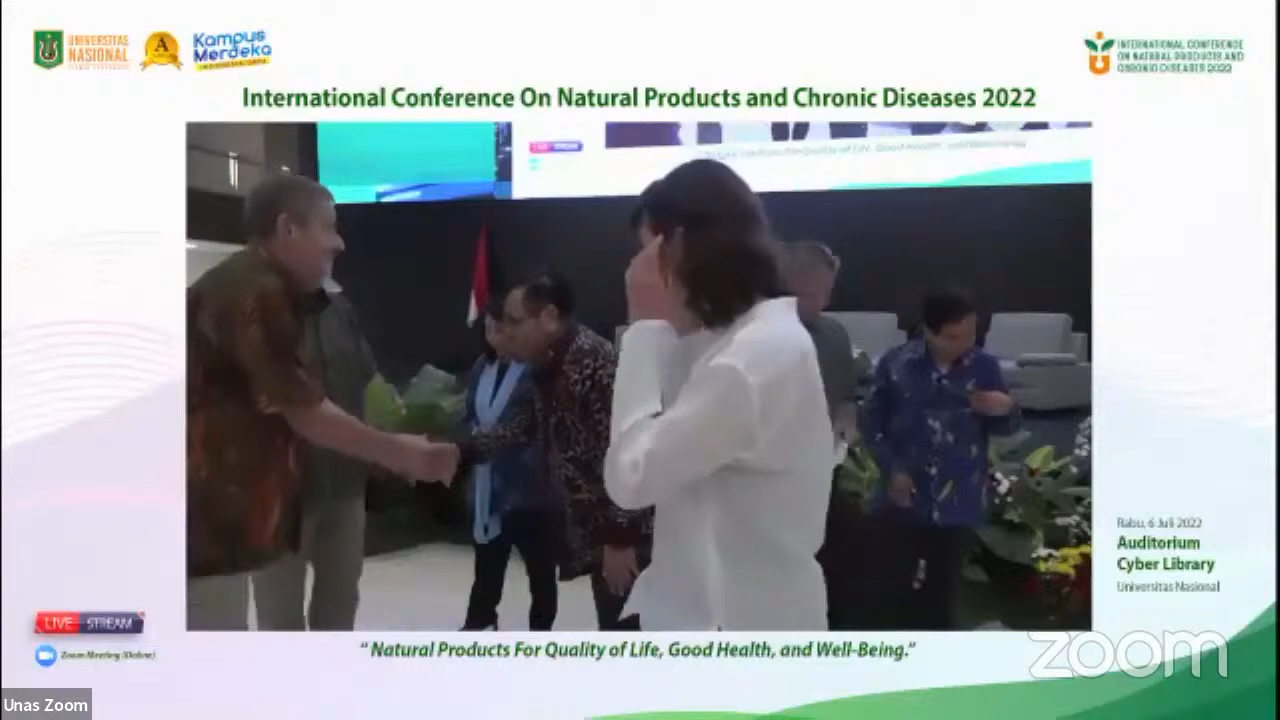 UNIVERSITAS
NASIONAL
A
Kampus
Merdeka
INTERNATIONAL CONFERENCE
ON NATURAL PRODUCTS AND
CHRONIC DISEASES 2022
International Conference On Natural Products and Chronic Diseases 2022
Rabu, 6 Juli 2022
Auditorium
Cyber Library
Universitas Nasional
LIVE STREAM
Zoom Meeting (Online)
“ Natural Products For Quality of Life, Good Health, and Well-Being.”
zoom
Unas Zoom